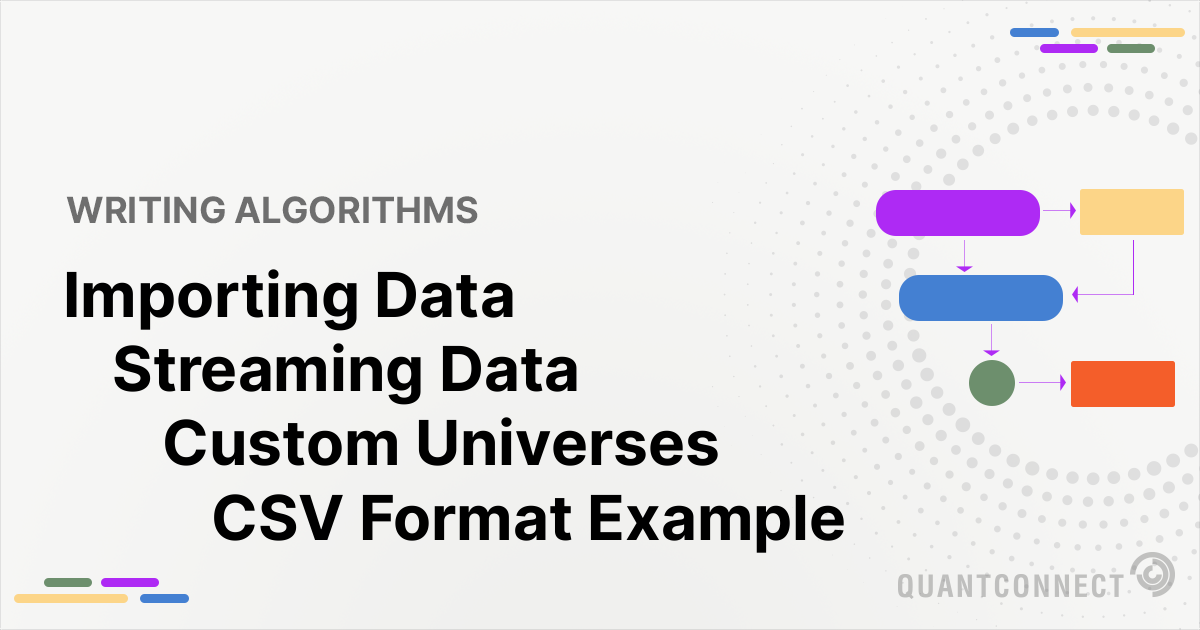 WRITING ALGORITHMS
Importing Data
Streaming Data
Custom Universes
CSV Format Example
QUANTCONNECT